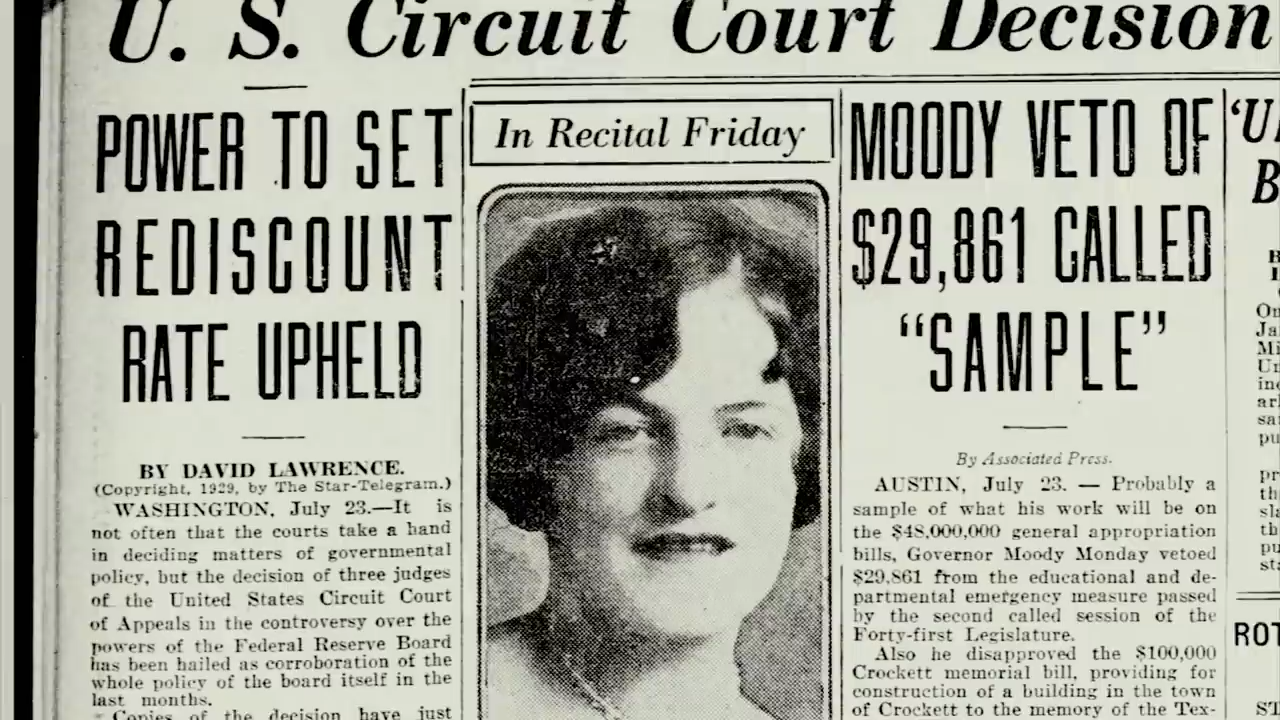 U. S. Circuit Court Decision
POWER TO SET
REDISCOUNT
RATE UPHELD
BY DAVID LAWRENCE.
(Copyright, 1929, by The Star-Telegram.)
WASHINGTON, July 23.—It is
not often that the courts take a hand
in deciding matters of governmental
policy, but the decision of three judges
of the United States Circuit Court
of Appeals in the controversy over the
powers of the Federal Reserve Board
has been hailed as corroboration of the
whole policy of the board itself in the
last months.
Copies of the decision have just
In Recital Friday
MOODY VETO OF
$29,861 CALLED
“SAMPLE”
By Associated Press.
AUSTIN, July 23. — Probably a
sample of what his work will be on
the $48,000,000 general appropriation
bills, Governor Moody Monday vetoed
$29,861 from the educational and de-
partmental emergency measure passed
by the second called session of the
Forty-first Legislature.
Also he disapproved the $100,000
Crockett memorial bill, providing for
construction of a building in the town
of Crockett to the memory of the Tex-